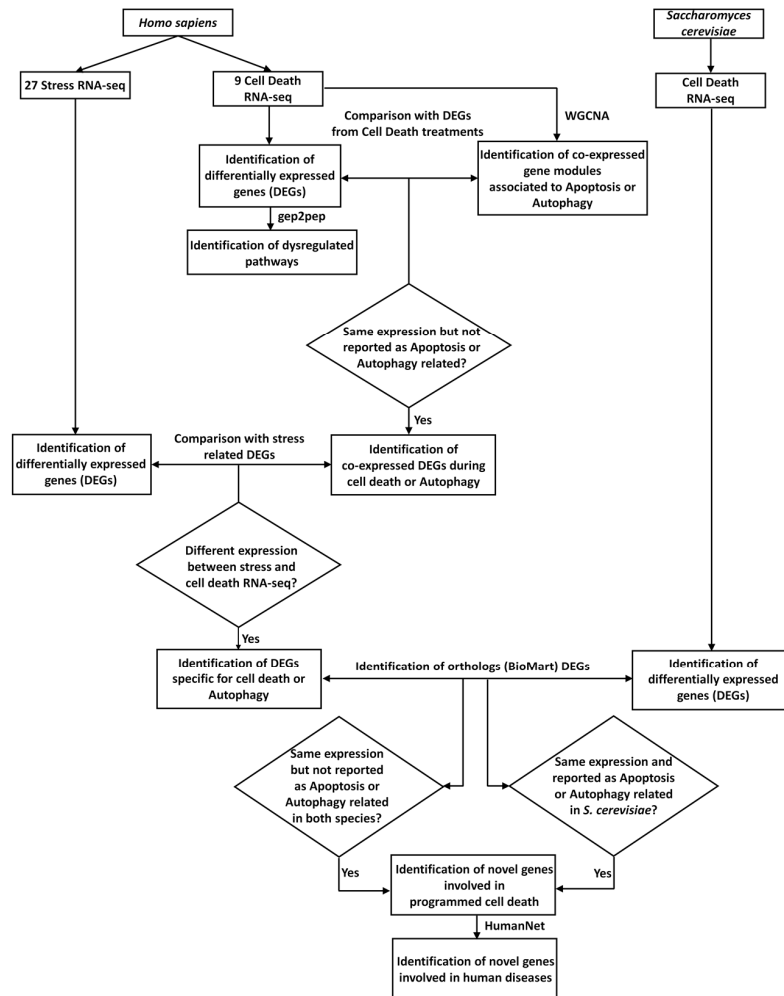 Homo sapiens
Saccharomyces
cerevisiae
27 Stress RNA-seq
9 Cell Death
RNA-seq
Cell Death
RNA-seq
Comparison with DEGs
from Cell Death treatments
WGCNA
Identification of
differentially expressed
genes (DEGs)
Identification of co-expressed
gene modules
associated to Apoptosis or
Autophagy
gep2pep
Identification of dysregulated
pathways
Same expression but not
reported as Apoptosis or
Autophagy related?
Yes
Identification of
differentially expressed
genes (DEGs)
Comparison with stress
related DEGs
Identification of
co-expressed DEGs during
cell death or Autophagy
Different expression
between stress and
cell death RNA-seq?
Yes
Identification of DEGs
specific for cell death or
Autophagy
Identification of orthologs (BioMart) DEGs
Identification of
differentially expressed
genes (DEGs)
Same expression
but not reported
as Apoptosis or
Autophagy related
in both species?
Same expression and
reported as Apoptosis
or Autophagy related
in S. cerevisiae?
Yes
Yes
Identification of novel genes
involved in
programmed cell death
HumanNet
Identification of novel genes
involved in human diseases